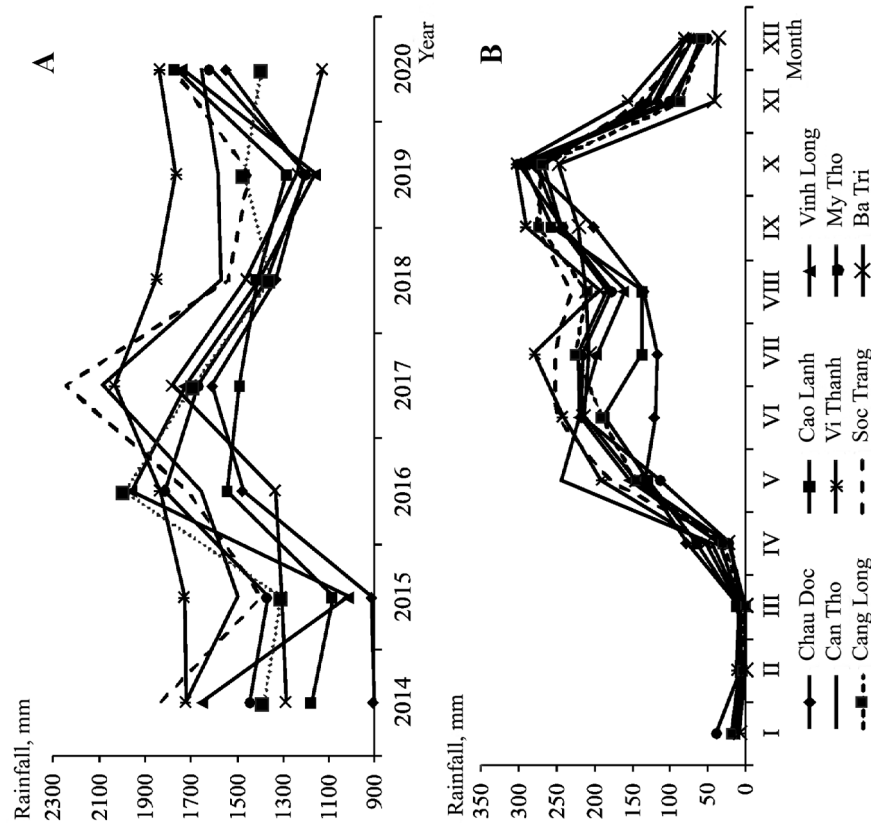 A
Rainfall, mm
2300
2100
1900
1700
1500
1300
1100
900
2014
2015
2016
2017
2018
2019
2020
Year
B
Rainfall, mm
350
300
250
200
150
100
50
0
I
II
III
IV
V
VI
VII
VIII
IX
X
XI
XII
Month
Chau Doc
Cao Lanh
Vinh Long
Can Tho
Vi Thanh
My Tho
Cang Long
Soc Trang
Ba Tri